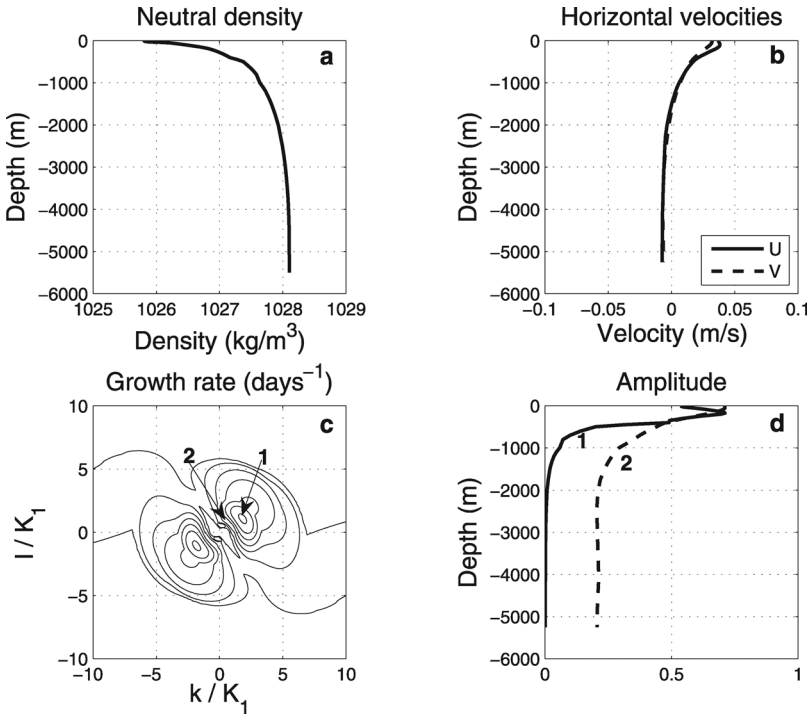 Neutral density
a
0
−1000
−2000
−3000
−4000
−5000
−6000
1025 1026 1027 1028 1029
Depth (m)
Density (kg/m³)
Horizontal velocities
b
0
−1000
−2000
−3000
−4000
−5000
−6000
−0.1 −0.05 0 0.05 0.1
Depth (m)
Velocity (m/s)
U
V
Growth rate (days⁻¹)
c
2 1
10
5
0
−5
−10
−10 −5 0 5 10
l / K₁
k / K₁
Amplitude
d
1
2
0
−1000
−2000
−3000
−4000
−5000
−6000
0 0.5 1
Depth (m)